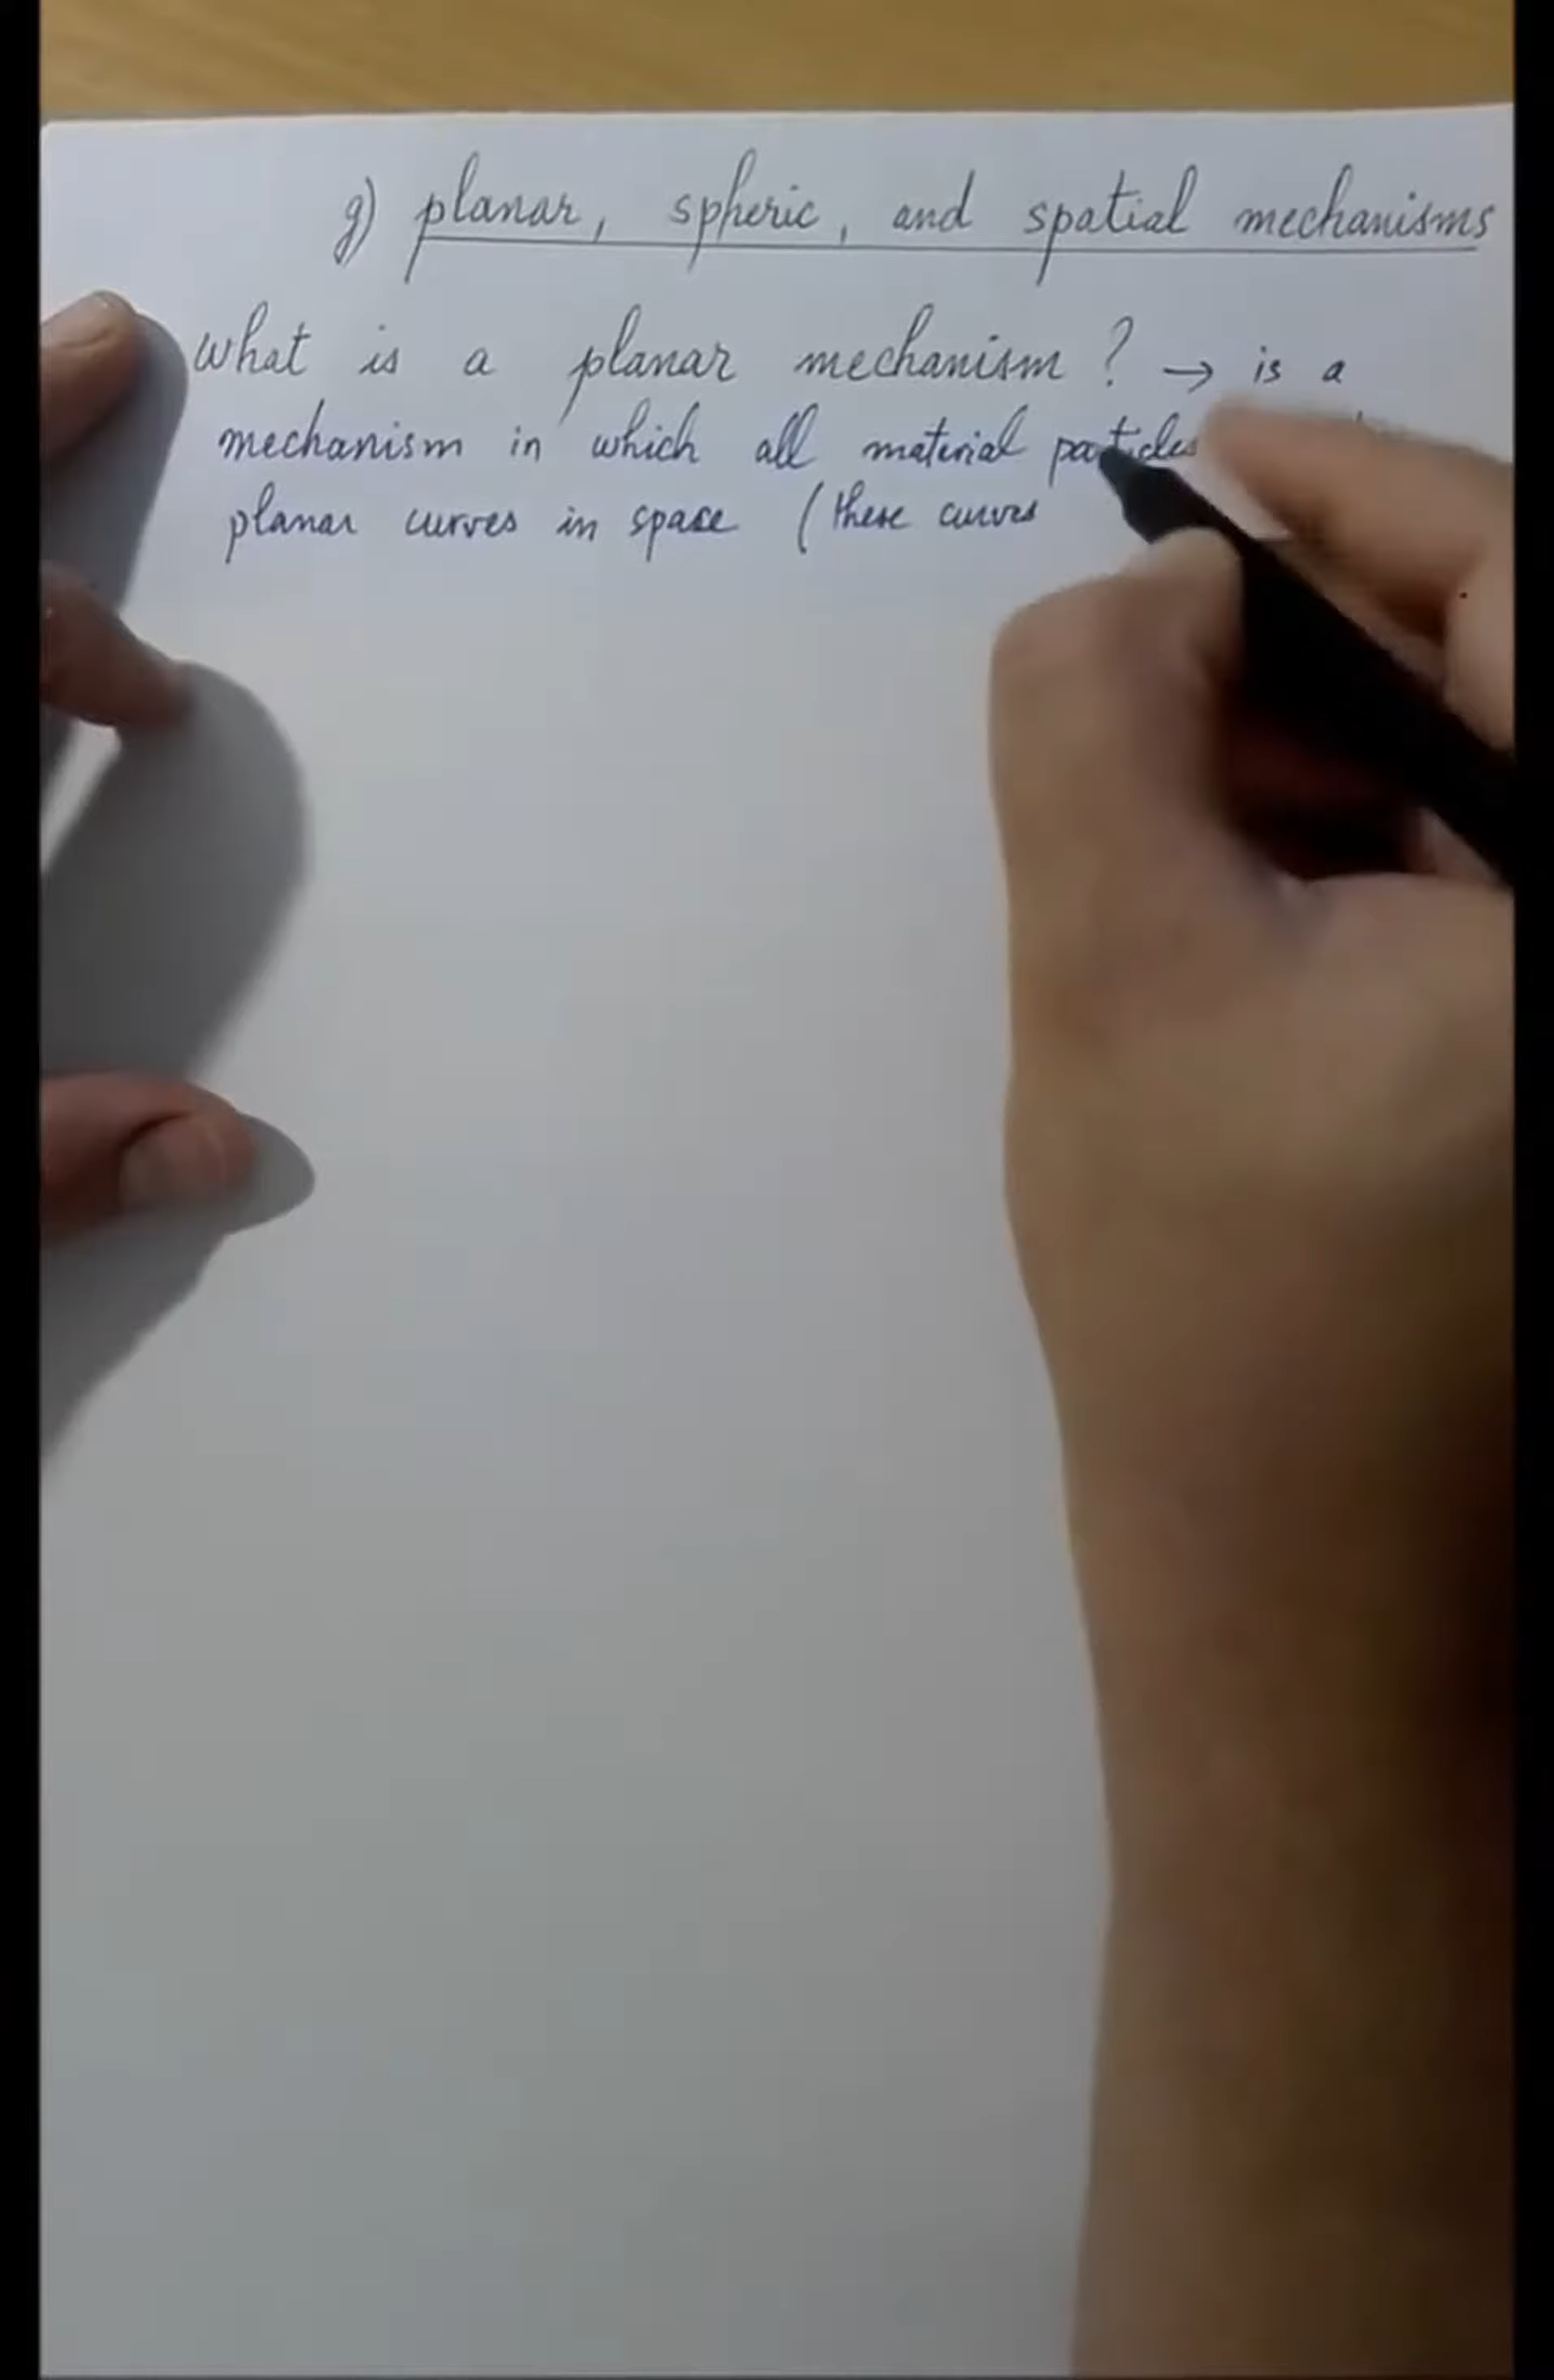 g) planar, spheric, and spatial mechanisms
what is a planar mechanism ? → is a
mechanism in which all material particles
planar curves in space (these curves